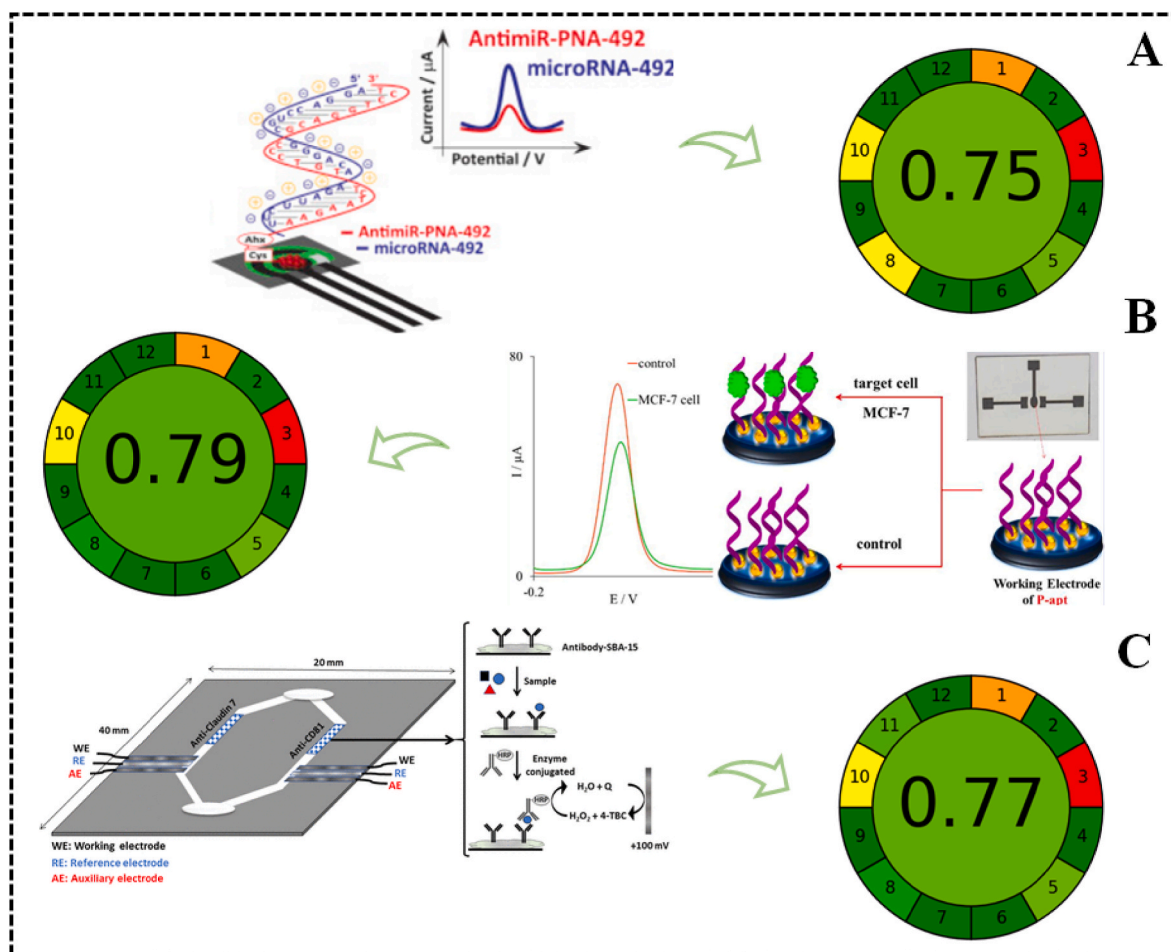 A
AntimiR-PNA-492
microRNA-492
Current / µA
Potential / V
5' 3'
AntimiR-PNA-492
microRNA-492
Ahx
Cys
0.75
1
2
3
4
5
6
7
8
9
10
11
12
B
0.79
1
2
3
4
5
6
7
8
9
10
11
12
80
I / µA
0
-0.2
E / V
control
MCF-7 cell
target cell
MCF-7
control
Working Electrode
of P-apt
C
20 mm
40 mm
Anti-Claudin 7
Anti-CD81
WE
RE
AE
WE
RE
AE
WE: Working electrode
RE: Reference electrode
AE: Auxiliary electrode
Antibody-SBA-15
Sample
HRP
Enzyme
conjugated
HRP
H₂O + Q
H₂O₂ + 4-TBC
+100 mV
0.77
1
2
3
4
5
6
7
8
9
10
11
12